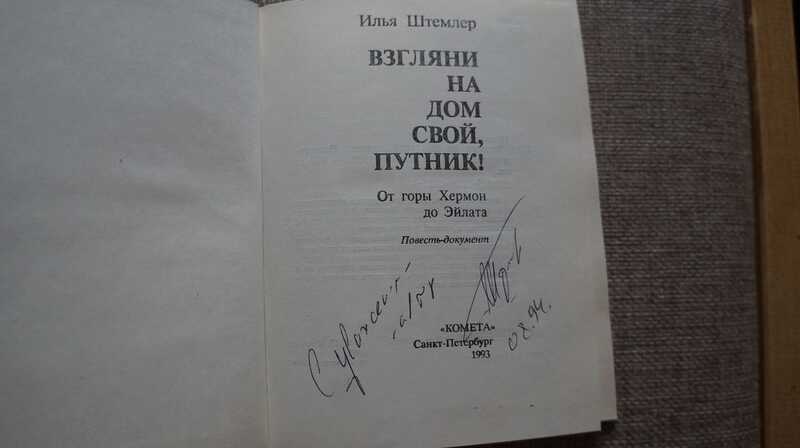 Илья Штемлер
ВЗГЛЯНИ
НА
ДОМ
СВОЙ,
ПУТНИК!
От горы Хермон
до Эйлата
Повесть-документ
«КОМЕТА»
Санкт-Петербург
1993
08.94.